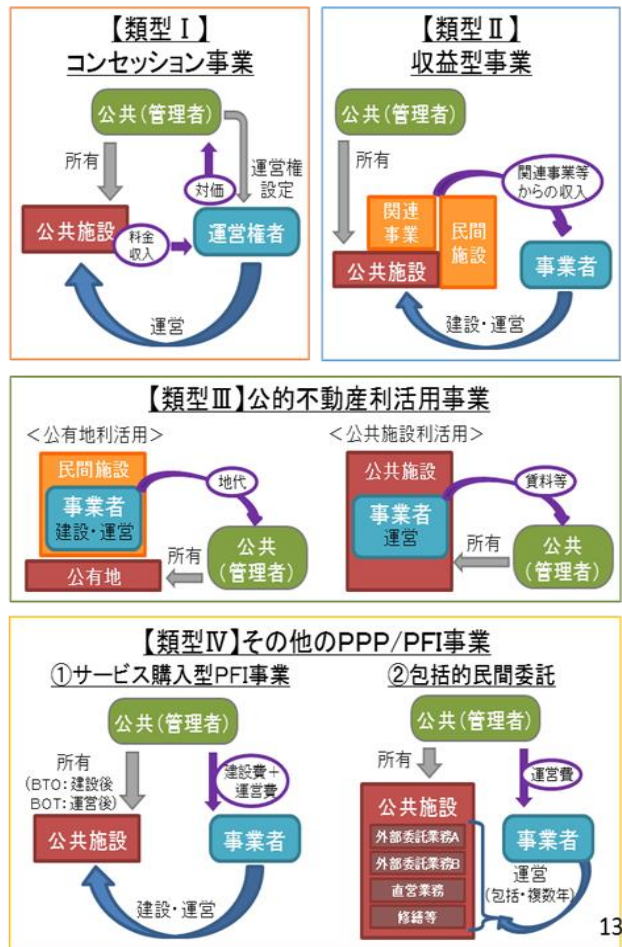 【類型Ⅰ】
コンセッション事業
公共(管理者)
所有
対価
運営権
設定
公共施設
料金
収入
運営権者
運営
【類型Ⅱ】
収益型事業
公共(管理者)
所有
関連事業等
からの収入
関連
事業
民間
施設
公共施設
事業者
建設・運営
【類型Ⅲ】公的不動産利活用事業
<公有地利活用>
民間施設
事業者
建設・運営
地代
公有地
所有
公共
(管理者)
<公共施設利活用>
公共施設
事業者
運営
賃料等
所有
公共
(管理者)
【類型Ⅳ】その他のPPP/PFI事業
①サービス購入型PFI事業
公共(管理者)
所有
(BTO:建設後
BOT:運営後)
建設費+
運営費
公共施設
事業者
建設・運営
②包括的民間委託
公共(管理者)
所有
運営費
公共施設
外部委託業務A
外部委託業務B
直営業務
修繕等
事業者
運営
(包括・複数年)
13